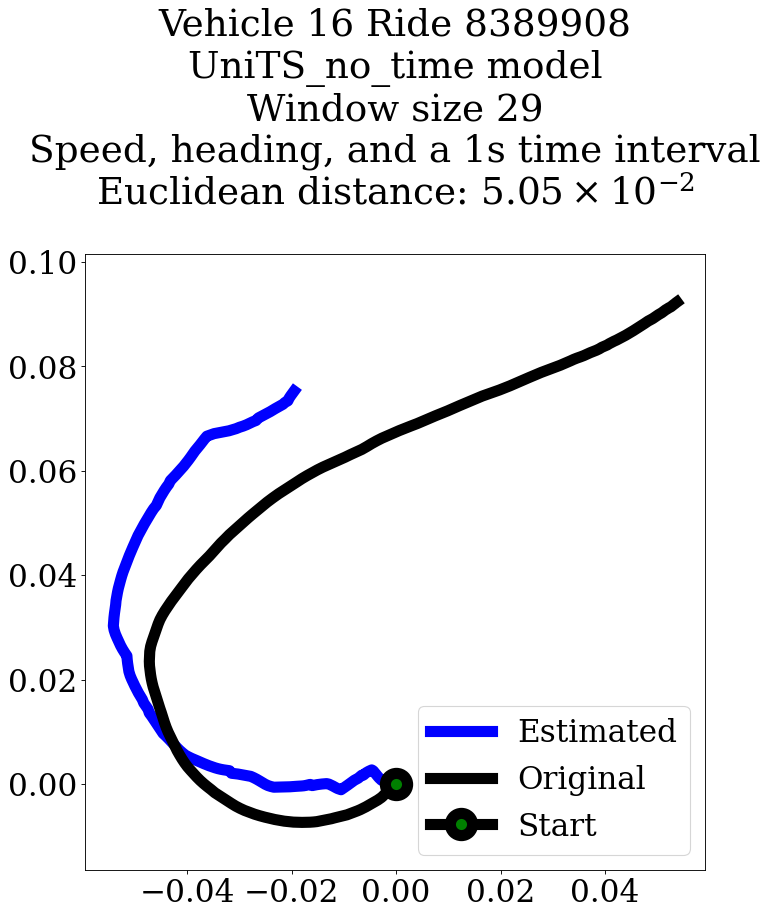 Vehicle 16 Ride 8389908
UniTS_no_time model
Window size 29
Speed, heading, and a 1s time interval
Euclidean distance: 5.05 × 10⁻²
0.10
0.08
0.06
0.04
0.02
0.00
Estimated
Original
Start
−0.04 −0.02 0.00 0.02 0.04